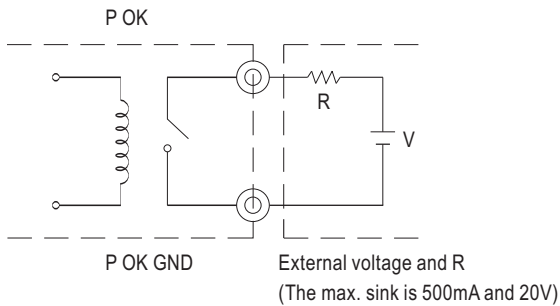 P OK
R
V
P OK GND
External voltage and R
(The max. sink is 500mA and 20V)